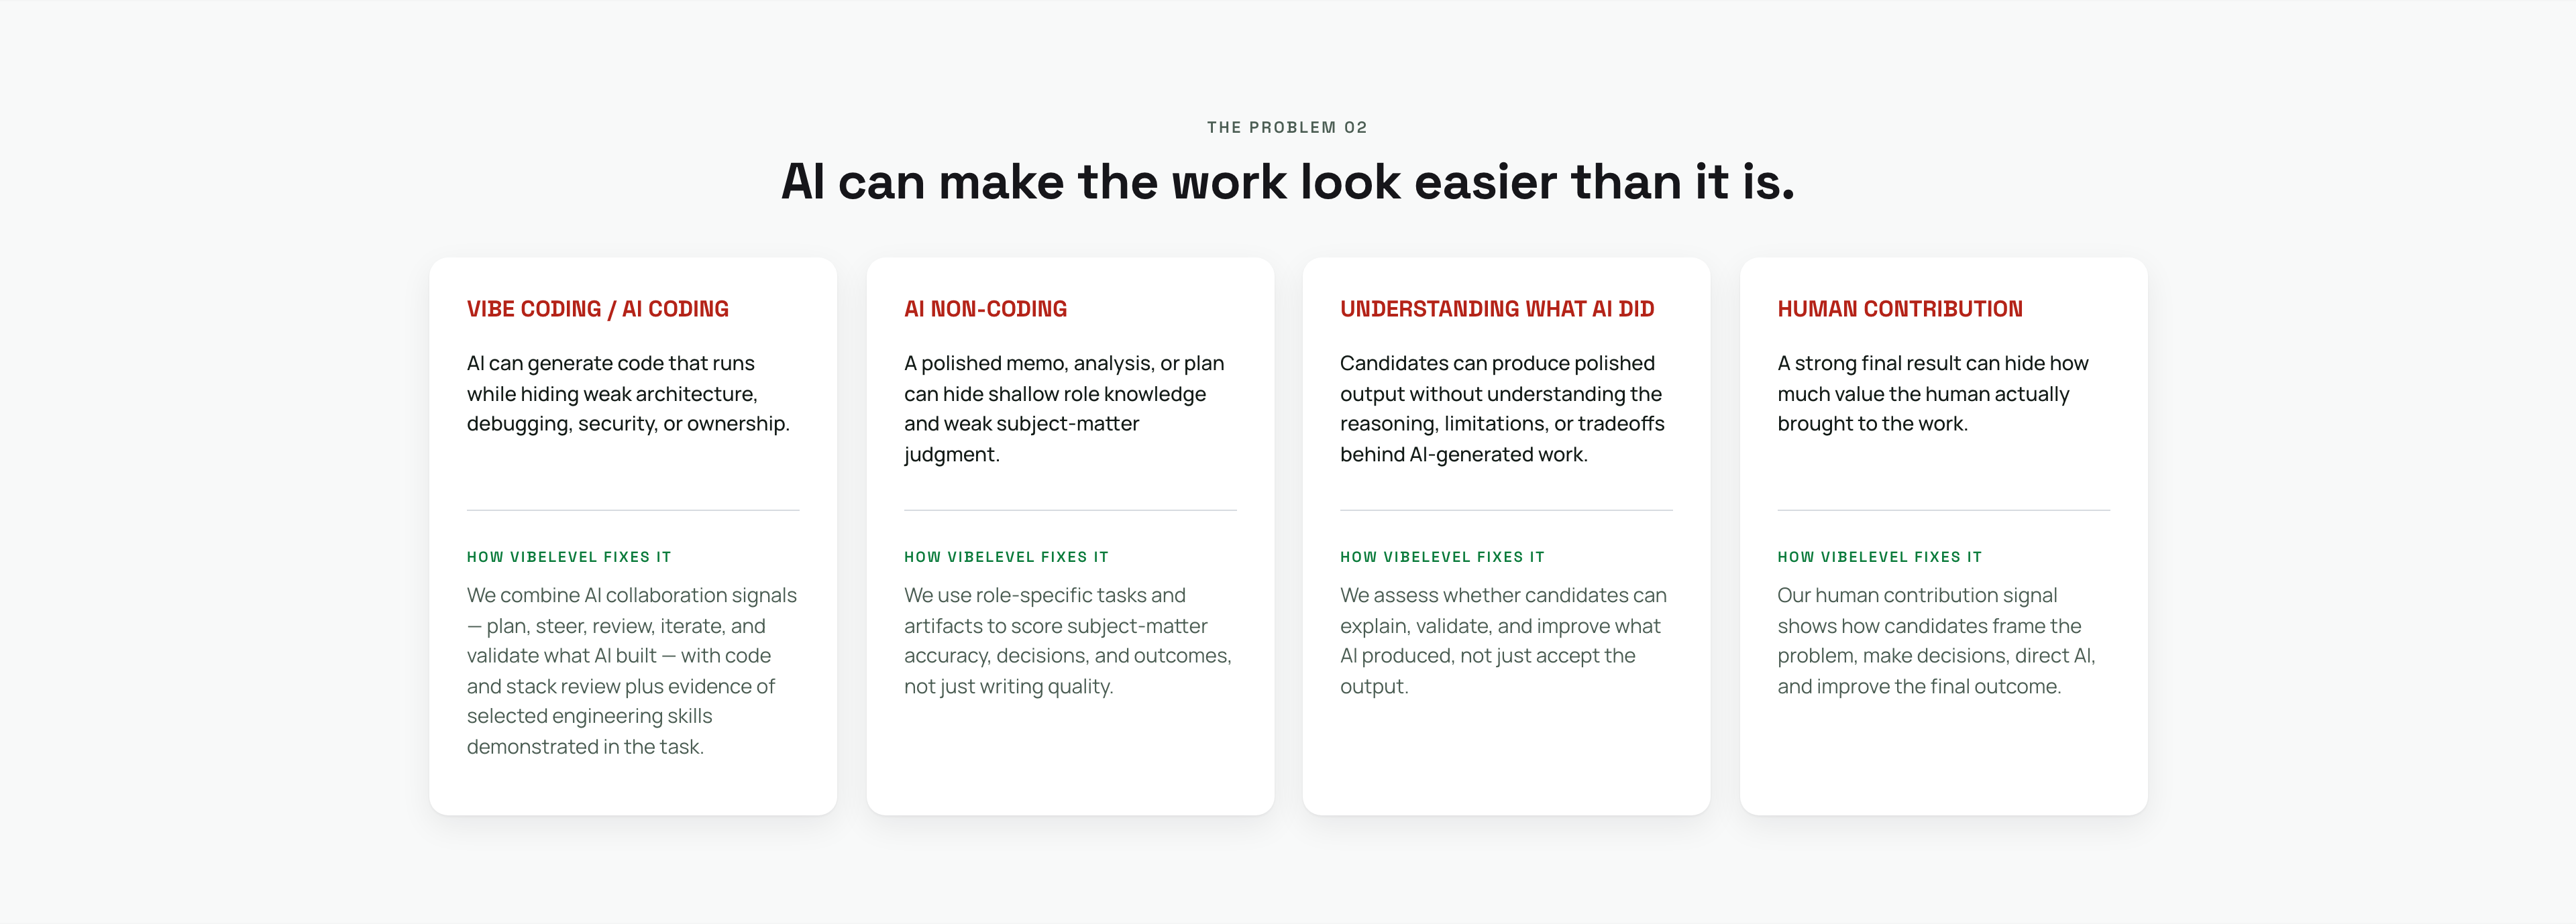 THE PROBLEM 02
AI can make the work look easier than it is.
VIBE CODING / AI CODING
AI can generate code that runs
while hiding weak architecture,
debugging, security, or ownership.
HOW VIBELEVEL FIXES IT
We combine AI collaboration signals
— plan, steer, review, iterate, and
validate what AI built — with code
and stack review plus evidence of
selected engineering skills
demonstrated in the task.
AI NON-CODING
A polished memo, analysis, or plan
can hide shallow role knowledge
and weak subject-matter
judgment.
HOW VIBELEVEL FIXES IT
We use role-specific tasks and
artifacts to score subject-matter
accuracy, decisions, and outcomes,
not just writing quality.
UNDERSTANDING WHAT AI DID
Candidates can produce polished
output without understanding the
reasoning, limitations, or tradeoffs
behind AI-generated work.
HOW VIBELEVEL FIXES IT
We assess whether candidates can
explain, validate, and improve what
AI produced, not just accept the
output.
HUMAN CONTRIBUTION
A strong final result can hide how
much value the human actually
brought to the work.
HOW VIBELEVEL FIXES IT
Our human contribution signal
shows how candidates frame the
problem, make decisions, direct AI,
and improve the final outcome.